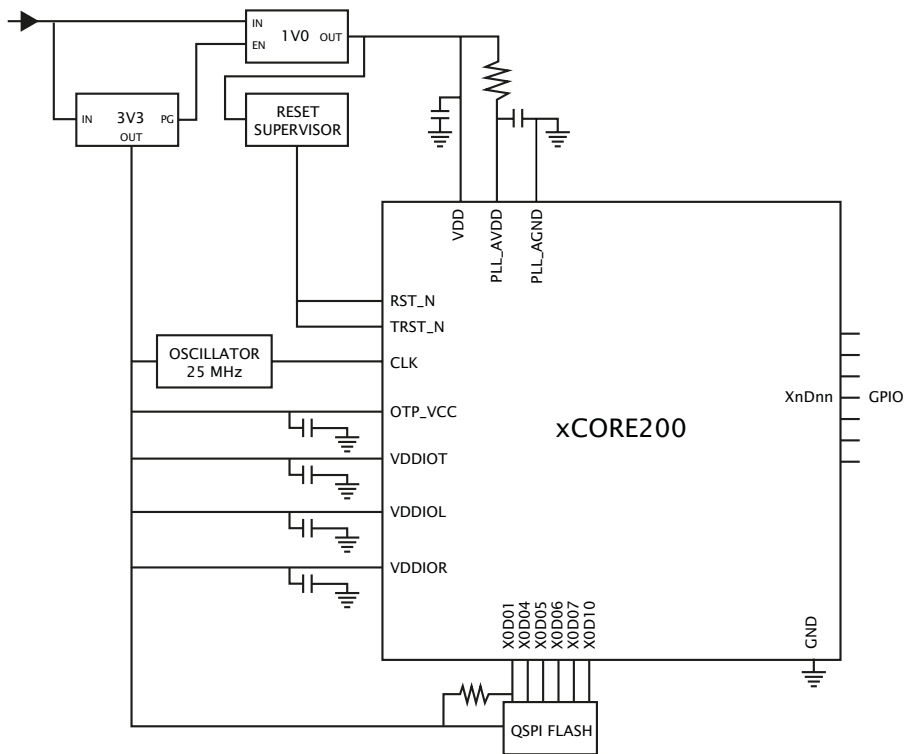 IN
1V0
OUT
EN
IN
3V3
PG
OUT
RESET
SUPERVISOR
VDD
PLL_AVDD
PLL_AGND
RST_N
TRST_N
OSCILLATOR
25 MHz
CLK
XnDnn
GPIO
OTP_VCC
xCORE200
VDDIOT
VDDIOL
VDDIOR
X0D01
X0D04
X0D05
X0D06
X0D07
X0D10
GND
QSPI FLASH